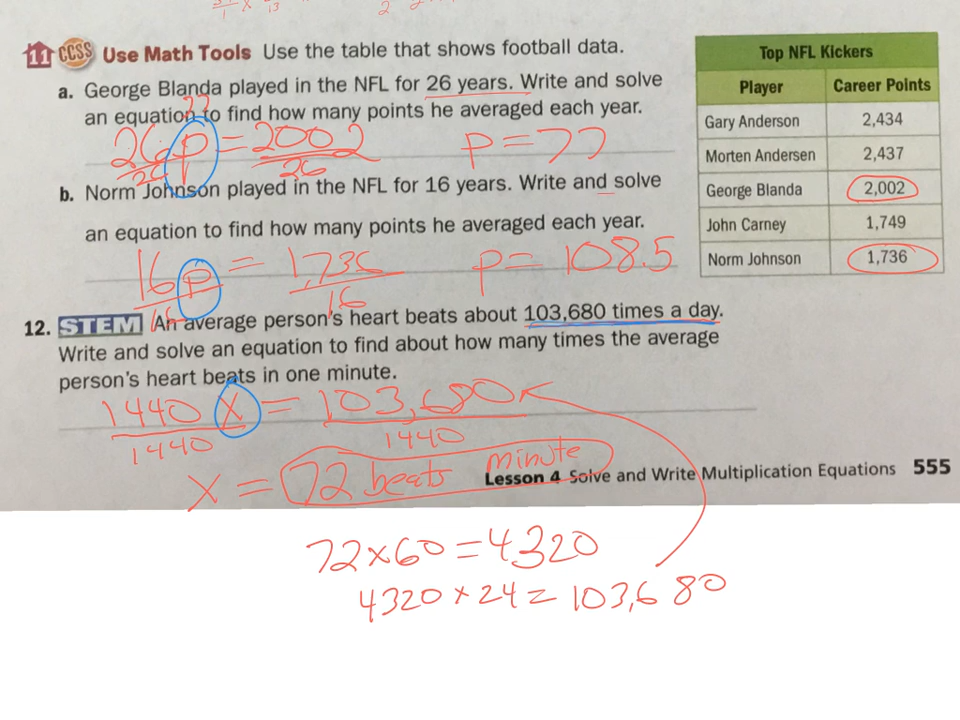 11 CCSS Use Math Tools Use the table that shows football data.
a. George Blanda played in the NFL for 26 years. Write and solve
an equation to find how many points he averaged each year.
77
26p = 2002 p = 77
26 26
b. Norm Johnson played in the NFL for 16 years. Write and solve
an equation to find how many points he averaged each year.
16p = 1,736 p = 108.5
16 16
Top NFL Kickers
Player Career Points
Gary Anderson 2,434
Morten Andersen 2,437
George Blanda 2,002
John Carney 1,749
Norm Johnson 1,736
12. STEM An average person's heart beats about 103,680 times a day.
Write and solve an equation to find about how many times the average
person's heart beats in one minute.
1440 x = 103,680
1440 1440
x = 72 beats minute
Lesson 4 Solve and Write Multiplication Equations 555
72 x 60 = 4320
4320 x 24 = 103,680